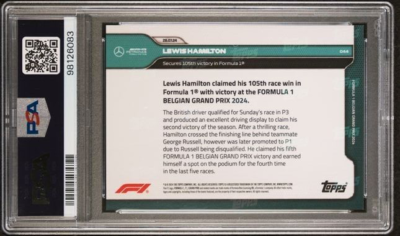 98126083
PSA
LEWIS HAMILTON
Secured 105th victory in Formula 1®
Lewis Hamilton claimed his 105th race win in
Formula 1® with victory at the FORMULA 1
BELGIAN GRAND PRIX 2024.
The British driver qualified for Sunday's race in P3
and produced an excellent driving display to claim his
second victory of the season. After a thrilling race,
Hamilton crossed the finishing line behind teammate
George Russell, however was later promoted to P1
due to Russell being disqualified. He claimed his fifth
FORMULA 1 BELGIAN GRAND PRIX victory and earned
himself a spot on the podium for the fourth time
in the last five races.
F1
Topps